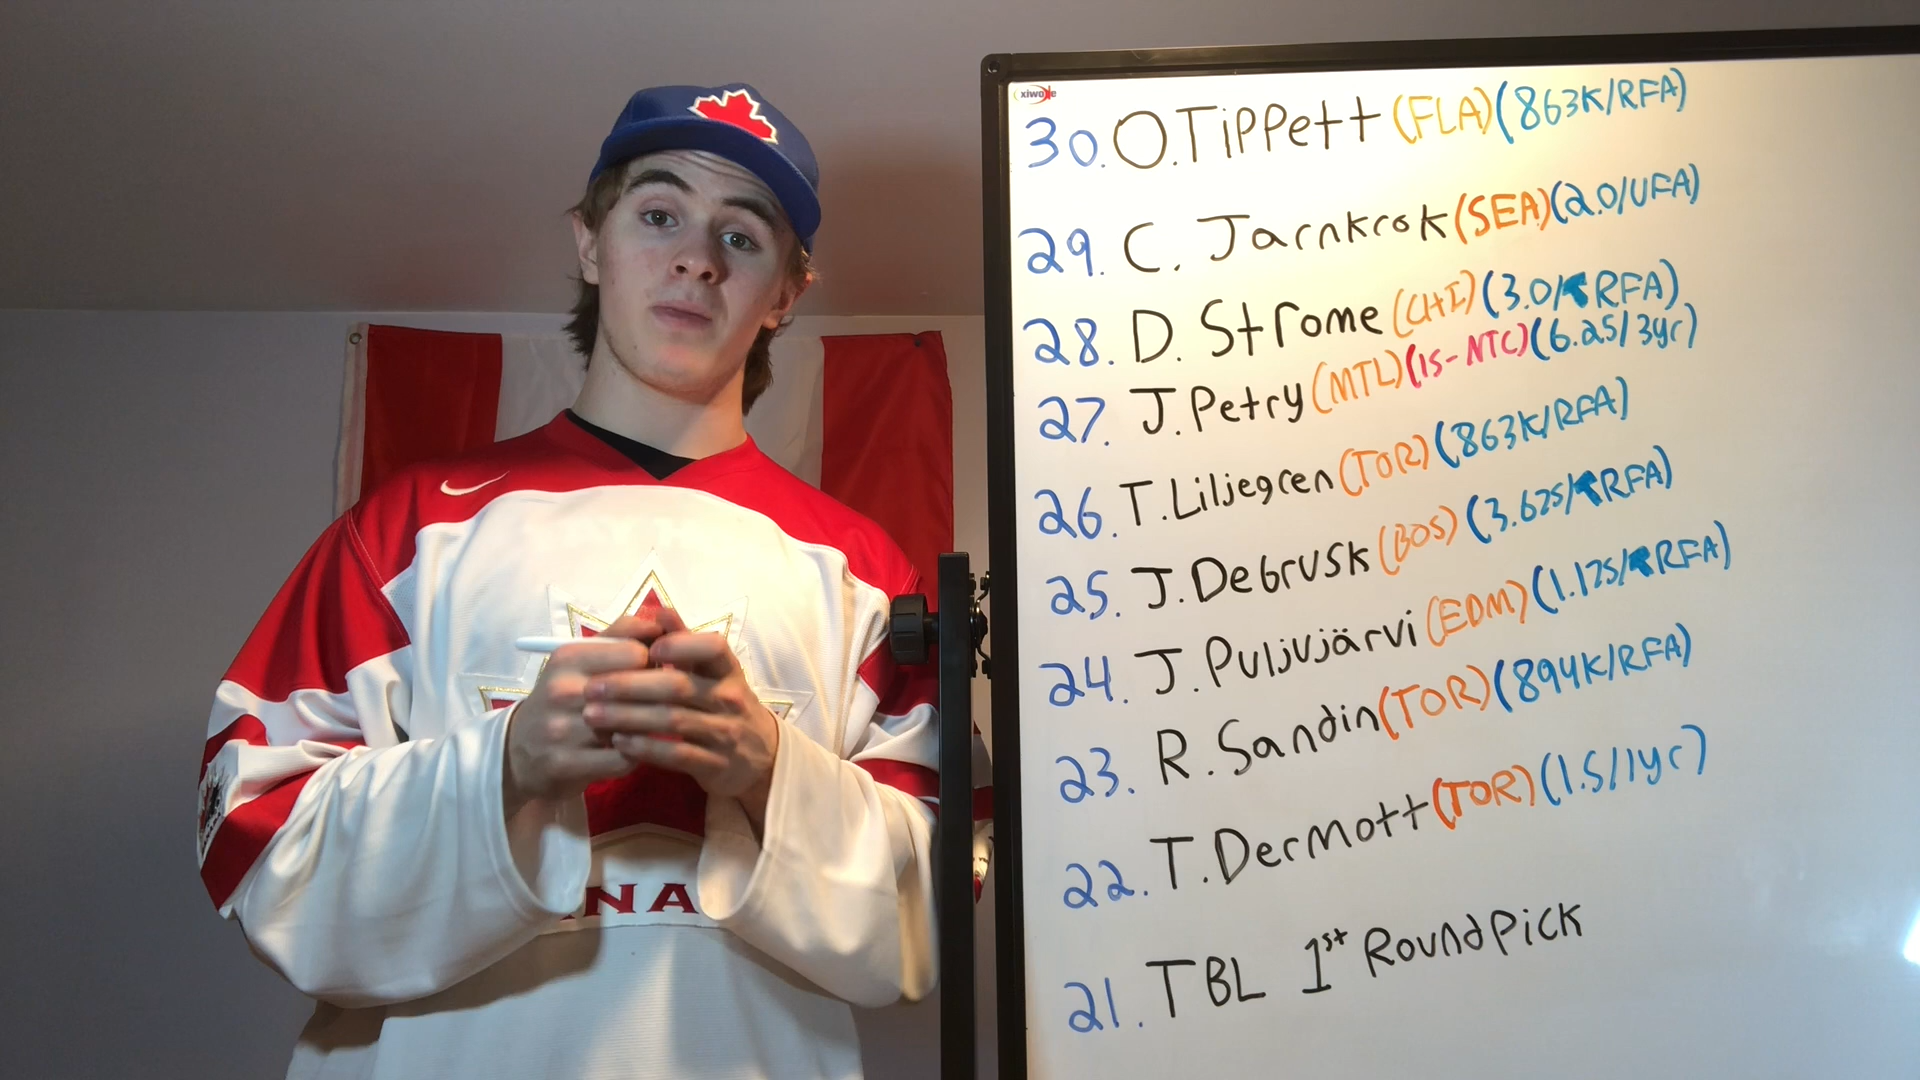 xiwode
30. O.Tippett (FLA) (863K/RFA)
29. C. Jarnkrok (SEA) (2.0/UFA)
28. D. Strome (CHI) (3.0/RFA)
27. J. Petry (MTL) (15-NTC) (6.25/3yr)
26. T. Liljegren (TOR) (863K/RFA)
25. J. Debrusk (BOS) (3.625/RFA)
24. J. Puljujärvi (EDM) (1.175/RFA)
23. R. Sandin (TOR) (894K/RFA)
22. T. Dermott (TOR) (1.5/1yr)
21. TBL 1st Round Pick
NA